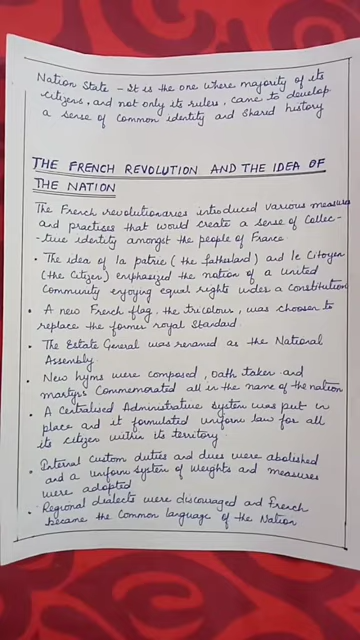 Nation State - It is the one where majority of its
citizens, and not only its rulers, came to develop
a sense of common identity and shared history
THE FRENCH REVOLUTION AND THE IDEA OF
THE NATION
The French revolutionaries introduced various measures
and practises that would create a sense of Collec-
-tive identity amongst the people of France
• The idea of la patrie (the fatherland) and le Citoyen
(the Citizen) emphasized the notion of a united
Community enjoying equal rights under a constitution
• A new French flag, the tricolour, was choosen to
replace the former royal Standard.
• The Estate General was renamed as the National
Assembly.
• New hyms were composed, oath taken and
martyrs Commemorated all in the name of the nation
• A Centralised Administrative system was put in
place and it formulated uniform law for all
its citizen within its territory.
• Internal Custom duties and dues were abolished
and a uniform system of weights and measures
were adopted
• Regional dialects were discouraged and French
became the Common language of the Nation